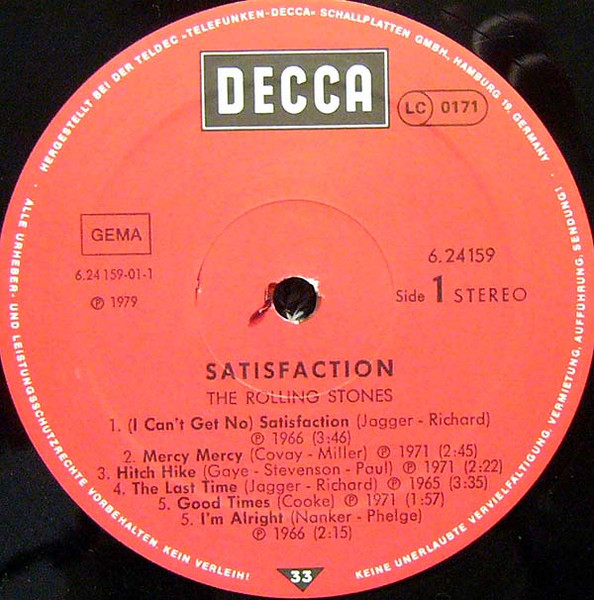 HERGESTELLT BEI DER TELDEC »TELEFUNKEN-DECCA« SCHALLPLATTEN GMBH, HAMBURG 19, GERMANY ·
DECCA
LC 0171
GEMA
6.24159
6.24 159-01-1
Side 1 STEREO
℗ 1979
SATISFACTION
THE ROLLING STONES
1. (I Can't Get No) Satisfaction (Jagger - Richard)
℗ 1966 (3:46)
2. Mercy Mercy (Covay - Miller) ℗ 1971 (2:45)
3. Hitch Hike (Gaye - Stevenson - Paul) ℗ 1971 (2:22)
4. The Last Time (Jagger - Richard) ℗ 1965 (3:35)
5. Good Times (Cooke) ℗ 1971 (1:57)
5. I'm Alright (Nanker - Phelge)
℗ 1966 (2:15)
· ALLE URHEBER- UND LEISTUNGSSCHUTZRECHTE VORBEHALTEN. KEIN VERLEIH!
33
KEINE UNERLAUBTE VERVIELFÄLTIGUNG, VERMIETUNG, AUFFÜHRUNG, SENDUNG!